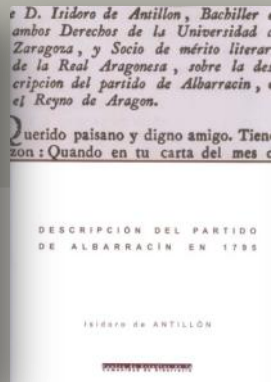 e D. Isidoro de Antillon, Bachiller
ambos Derechos de la Universidad
Zaragoza, y Socio de mérito literar
de la Real Aragonesa, sobre la des
cripcion del partido de Albarracin,
el Reyno de Aragon.
Querido paisano y digno amigo. Tien
zon: Quando en tu carta del mes
DESCRIPCIÓN DEL PARTIDO
DE ALBARRACÍN EN 1795
Isidoro de ANTILLÓN